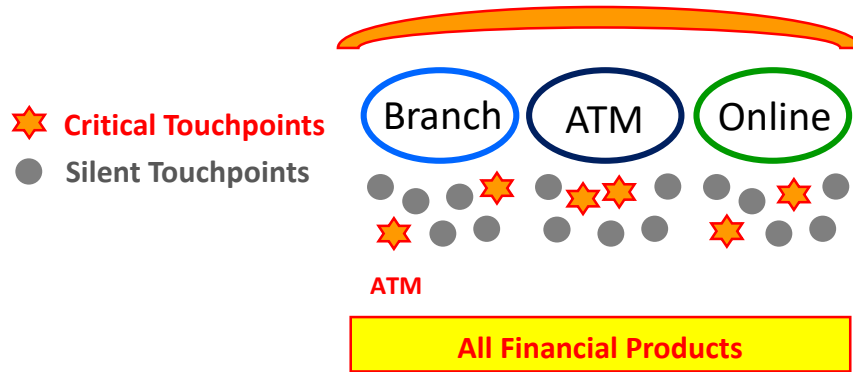 Branch
ATM
Online
Critical Touchpoints
Silent Touchpoints
ATM
All Financial Products